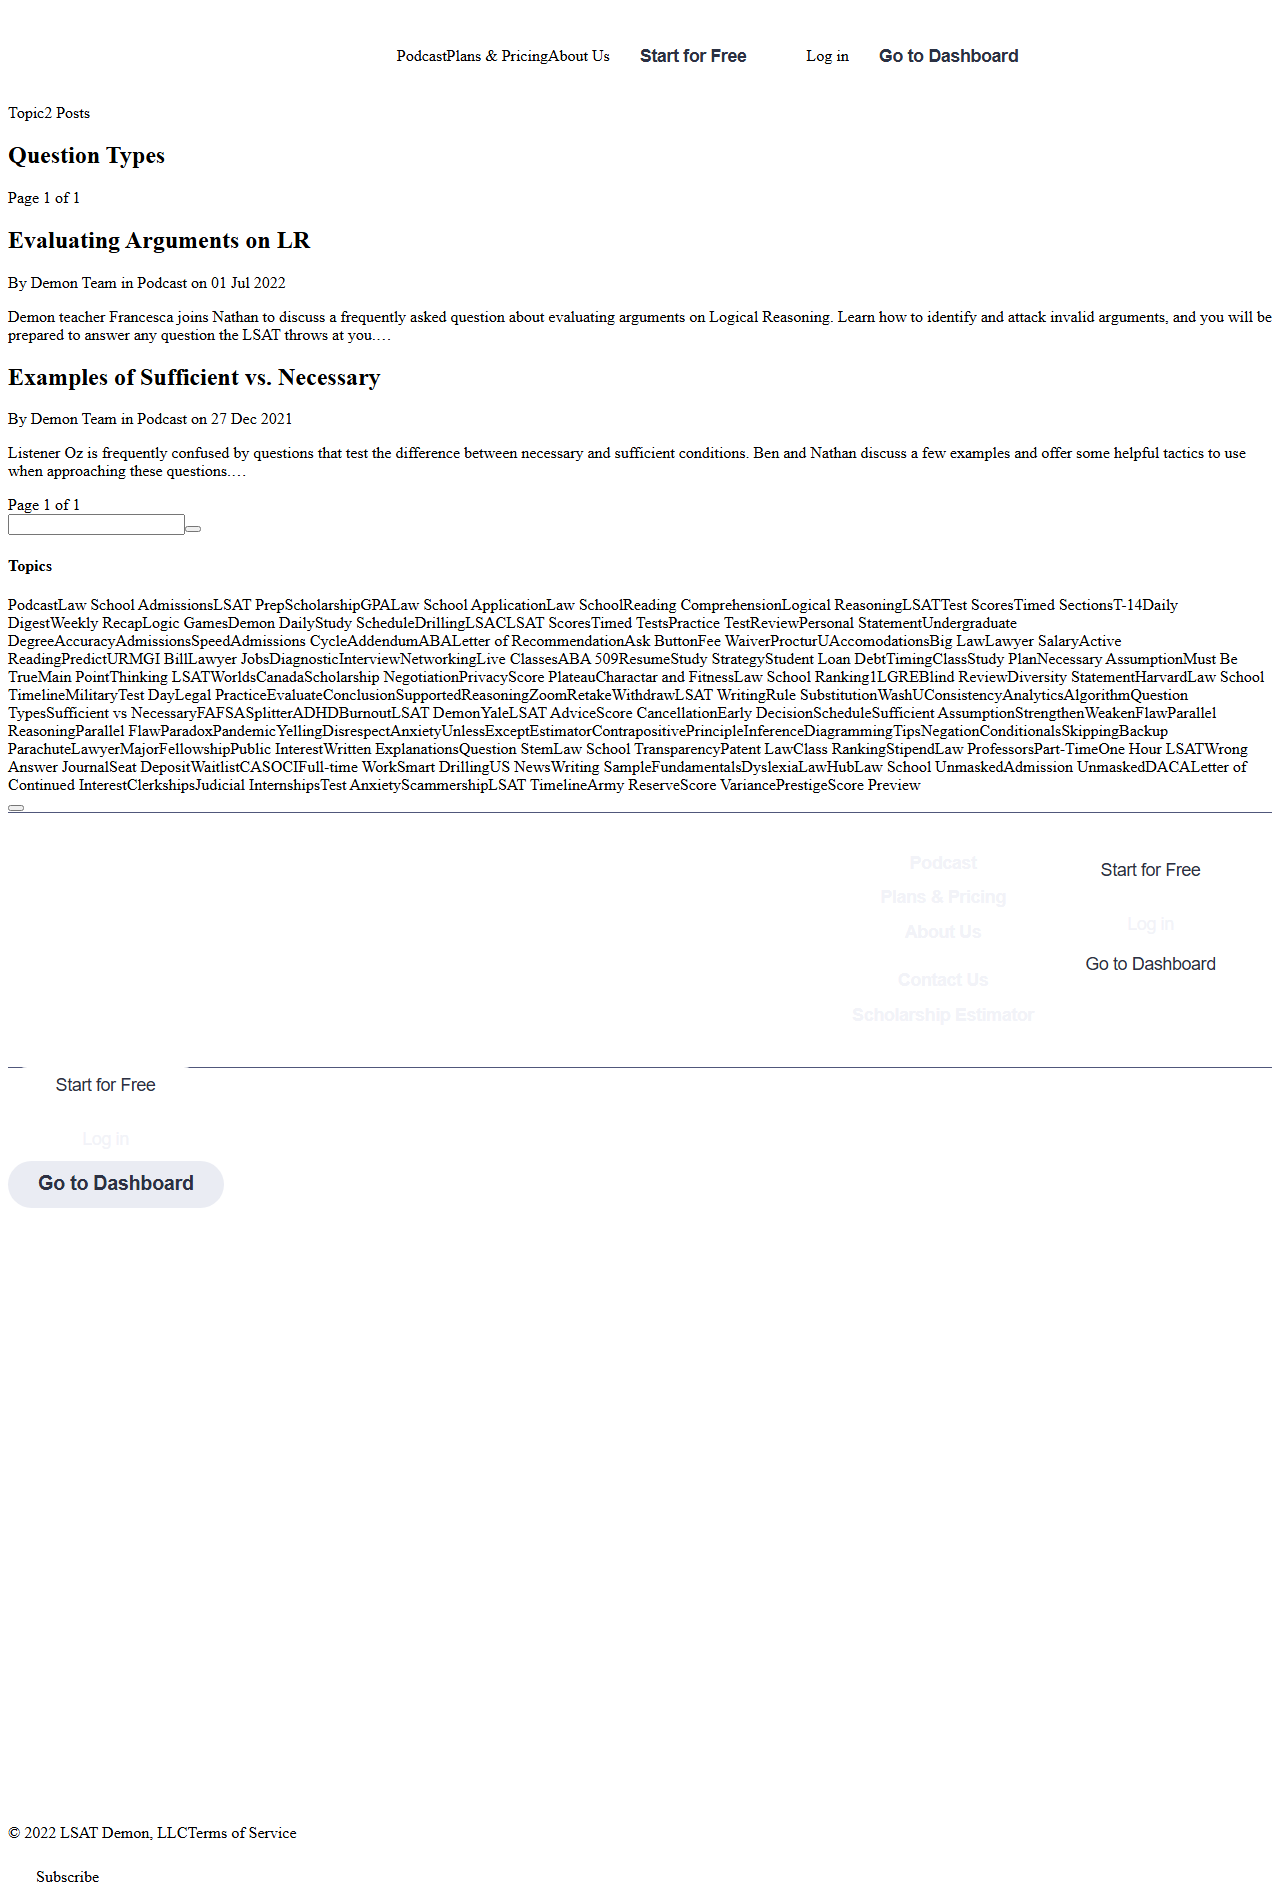 PodcastPlans & PricingAbout Us Start for Free Log in Go to Dashboard
Topic2 Posts
Question Types
Page 1 of 1
Evaluating Arguments on LR
By Demon Team in Podcast on 01 Jul 2022
Demon teacher Francesca joins Nathan to discuss a frequently asked question about evaluating arguments on Logical Reasoning. Learn how to identify and attack invalid arguments, and you will be
prepared to answer any question the LSAT throws at you.…
Examples of Sufficient vs. Necessary
By Demon Team in Podcast on 27 Dec 2021
Listener Oz is frequently confused by questions that test the difference between necessary and sufficient conditions. Ben and Nathan discuss a few examples and offer some helpful tactics to use
when approaching these questions.…
Page 1 of 1
Topics
PodcastLaw School AdmissionsLSAT PrepScholarshipGPALaw School ApplicationLaw SchoolReading ComprehensionLogical ReasoningLSATTest ScoresTimed SectionsT-14Daily
DigestWeekly RecapLogic GamesDemon DailyStudy ScheduleDrillingLSACLSAT ScoresTimed TestsPractice TestReviewPersonal StatementUndergraduate
DegreeAccuracyAdmissionsSpeedAdmissions CycleAddendumABALetter of RecommendationAsk ButtonFee WaiverProcturUAccomodationsBig LawLawyer SalaryActive
ReadingPredictURMGI BillLawyer JobsDiagnosticInterviewNetworkingLive ClassesABA 509ResumeStudy StrategyStudent Loan DebtTimingClassStudy PlanNecessary AssumptionMust Be
TrueMain PointThinking LSATWorldsCanadaScholarship NegotiationPrivacyScore PlateauCharactar and FitnessLaw School Ranking1LGREBlind ReviewDiversity StatementHarvardLaw School
TimelineMilitaryTest DayLegal PracticeEvaluateConclusionSupportedReasoningZoomRetakeWithdrawLSAT WritingRule SubstitutionWashUConsistencyAnalyticsAlgorithmQuestion
TypesSufficient vs NecessaryFAFSASplitterADHDBurnoutLSAT DemonYaleLSAT AdviceScore CancellationEarly DecisionScheduleSufficient AssumptionStrengthenWeakenFlawParallel
ReasoningParallel FlawParadoxPandemicYellingDisrespectAnxietyUnlessExceptEstimatorContrapositivePrincipleInferenceDiagrammingTipsNegationConditionalsSkippingBackup
ParachuteLawyerMajorFellowshipPublic InterestWritten ExplanationsQuestion StemLaw School TransparencyPatent LawClass RankingStipendLaw ProfessorsPart-TimeOne Hour LSATWrong
Answer JournalSeat DepositWaitlistCASOCIFull-time WorkSmart DrillingUS NewsWriting SampleFundamentalsDyslexiaLawHubLaw School UnmaskedAdmission UnmaskedDACALetter of
Continued InterestClerkshipsJudicial InternshipsTest AnxietyScammershipLSAT TimelineArmy ReserveScore VariancePrestigeScore Preview
Podcast
Plans & Pricing
About Us
Contact Us
Scholarship Estimator
Start for Free
Log in
Go to Dashboard
Start for Free
Log in
Go to Dashboard
© 2022 LSAT Demon, LLCTerms of Service
Subscribe